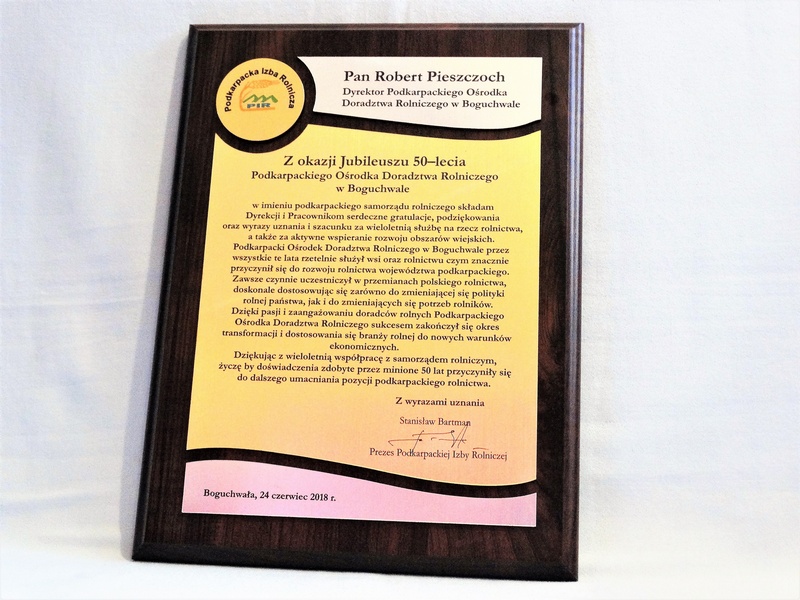 Podkarpacka Izba Rolnicza
PIR
Pan Robert Pieszczoch
Dyrektor Podkarpackiego Ośrodka
Doradztwa Rolniczego w Boguchwale
Z okazji Jubileuszu 50–lecia
Podkarpackiego Ośrodka Doradztwa Rolniczego
w Boguchwale
w imieniu podkarpackiego samorządu rolniczego składam
Dyrekcji i Pracownikom serdeczne gratulacje, podziękowania
oraz wyrazy uznania i szacunku za wieloletnią służbę na rzecz rolnictwa,
a także za aktywne wspieranie rozwoju obszarów wiejskich.
Podkarpacki Ośrodek Doradztwa Rolniczego w Boguchwale przez
wszystkie te lata rzetelnie służył wsi oraz rolnictwu czym znacznie
przyczynił się do rozwoju rolnictwa województwa podkarpackiego.
Zawsze czynnie uczestniczył w przemianach polskiego rolnictwa,
doskonale dostosowując się zarówno do zmieniającej się polityki
rolnej państwa, jak i do zmieniających się potrzeb rolników.
Dzięki pasji i zaangażowaniu doradców rolnych Podkarpackiego
Ośrodka Doradztwa Rolniczego sukcesem zakończył się okres
transformacji i dostosowania się branży rolnej do nowych warunków
ekonomicznych.
Dziękując z wieloletnią współpracę z samorządem rolniczym,
życzę by doświadczenia zdobyte przez minione 50 lat przyczyniły się
do dalszego umacniania pozycji podkarpackiego rolnictwa.
Z wyrazami uznania
Stanisław Bartman
Prezes Podkarpackiej Izby Rolniczej
Boguchwała, 24 czerwiec 2018 r.